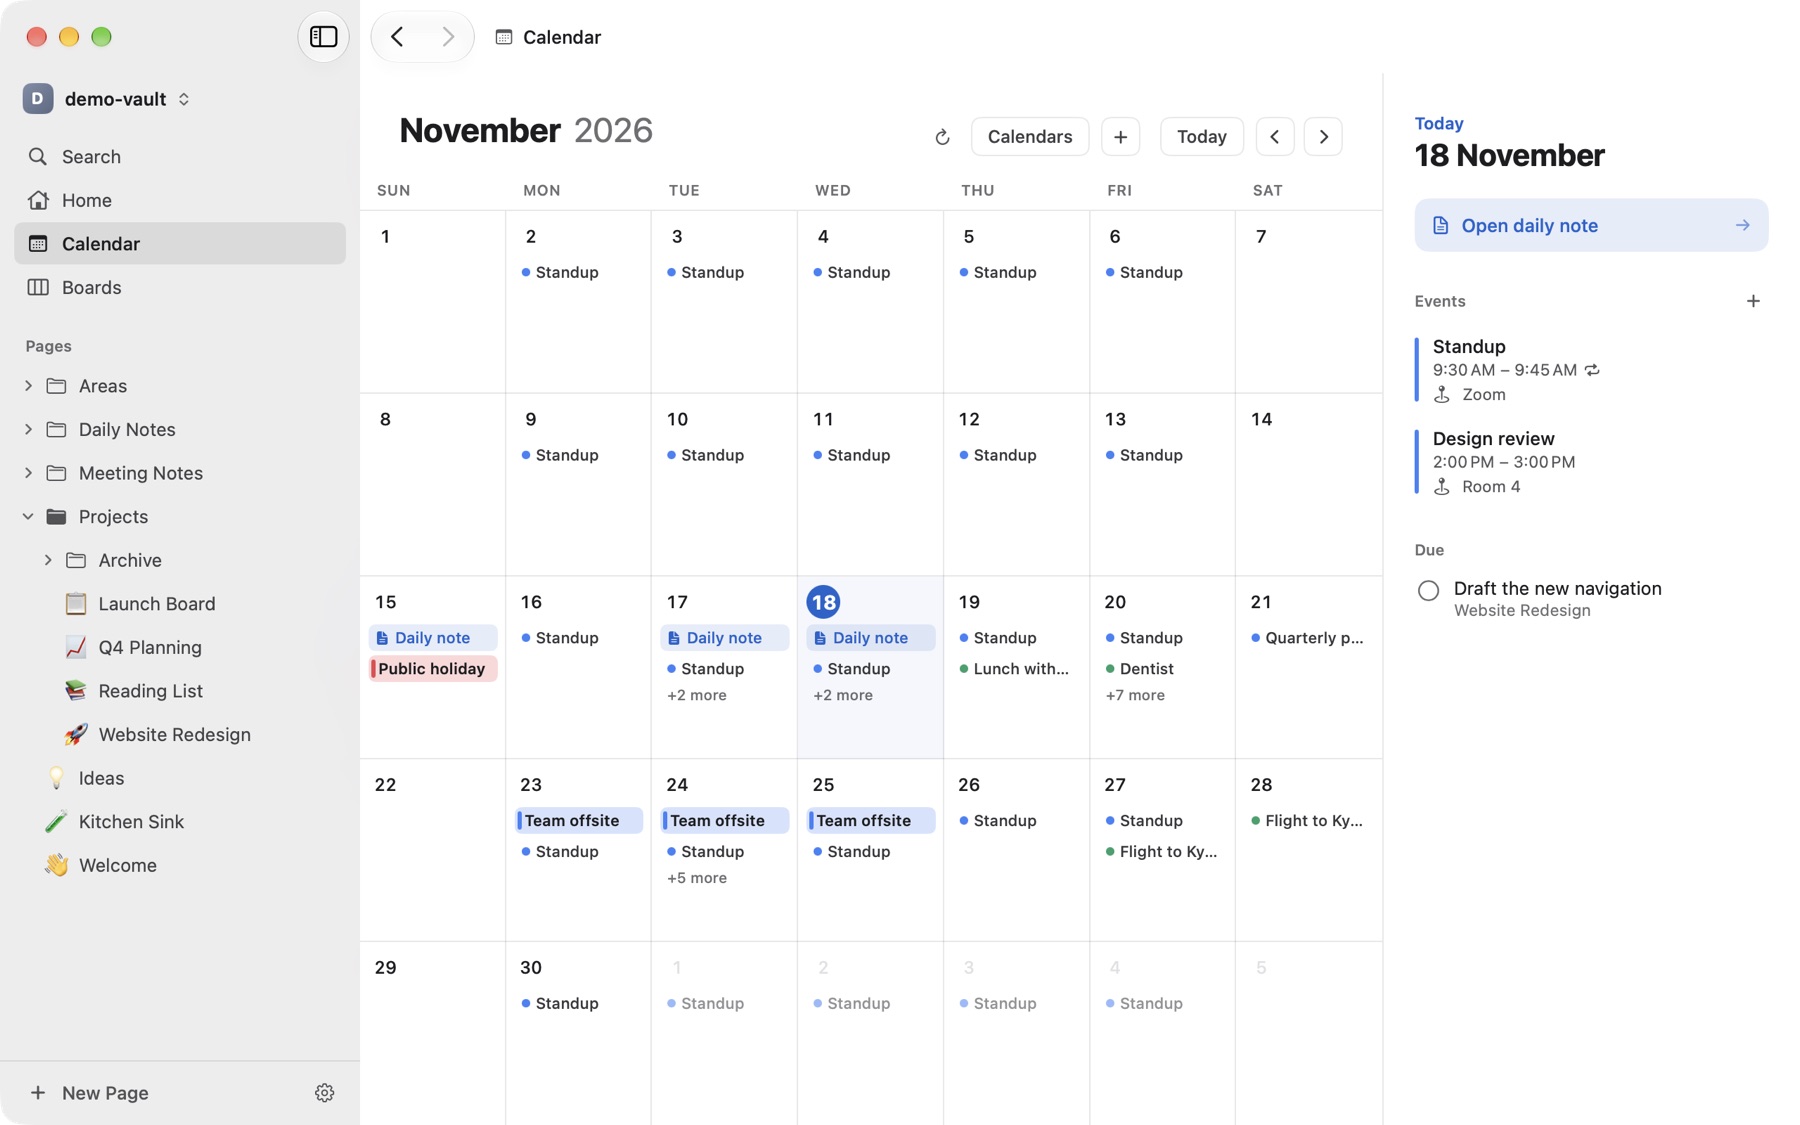 D demo-vault
Search
Home
Calendar
Boards
Pages
Areas
Daily Notes
Meeting Notes
Projects
Archive
Launch Board
Q4 Planning
Reading List
Website Redesign
Ideas
Kitchen Sink
Welcome
New Page
Calendar
November 2026
Calendars + Today
SUN MON TUE WED THU FRI SAT
1 2 3 4 5 6 7
Standup Standup Standup Standup Standup
8 9 10 11 12 13 14
Standup Standup Standup Standup Standup
15 16 17 18 19 20 21
Daily note Standup Daily note Daily note Standup Standup Quarterly p...
Public holiday Standup Standup Lunch with... Dentist
+2 more +2 more +7 more
22 23 24 25 26 27 28
Team offsite Team offsite Team offsite Standup Standup Flight to Ky...
Standup Standup Standup Flight to Ky...
+5 more
29 30 1 2 3 4 5
Standup Standup Standup Standup Standup
Today
18 November
Open daily note
Events
Standup
9:30 AM – 9:45 AM
Zoom
Design review
2:00 PM – 3:00 PM
Room 4
Due
Draft the new navigation
Website Redesign